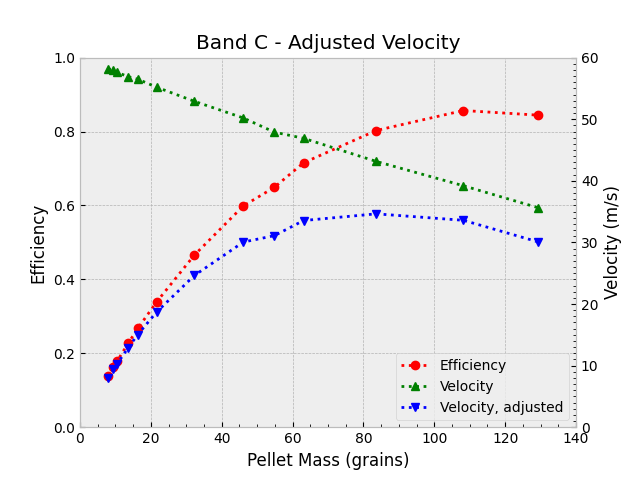 Band C - Adjusted Velocity
Efficiency
1.0
0.8
0.6
0.4
0.2
0.0
60
50
40
30
20
10
0
Velocity (m/s)
Efficiency
Velocity
Velocity, adjusted
0 20 40 60 80 100 120 140
Pellet Mass (grains)